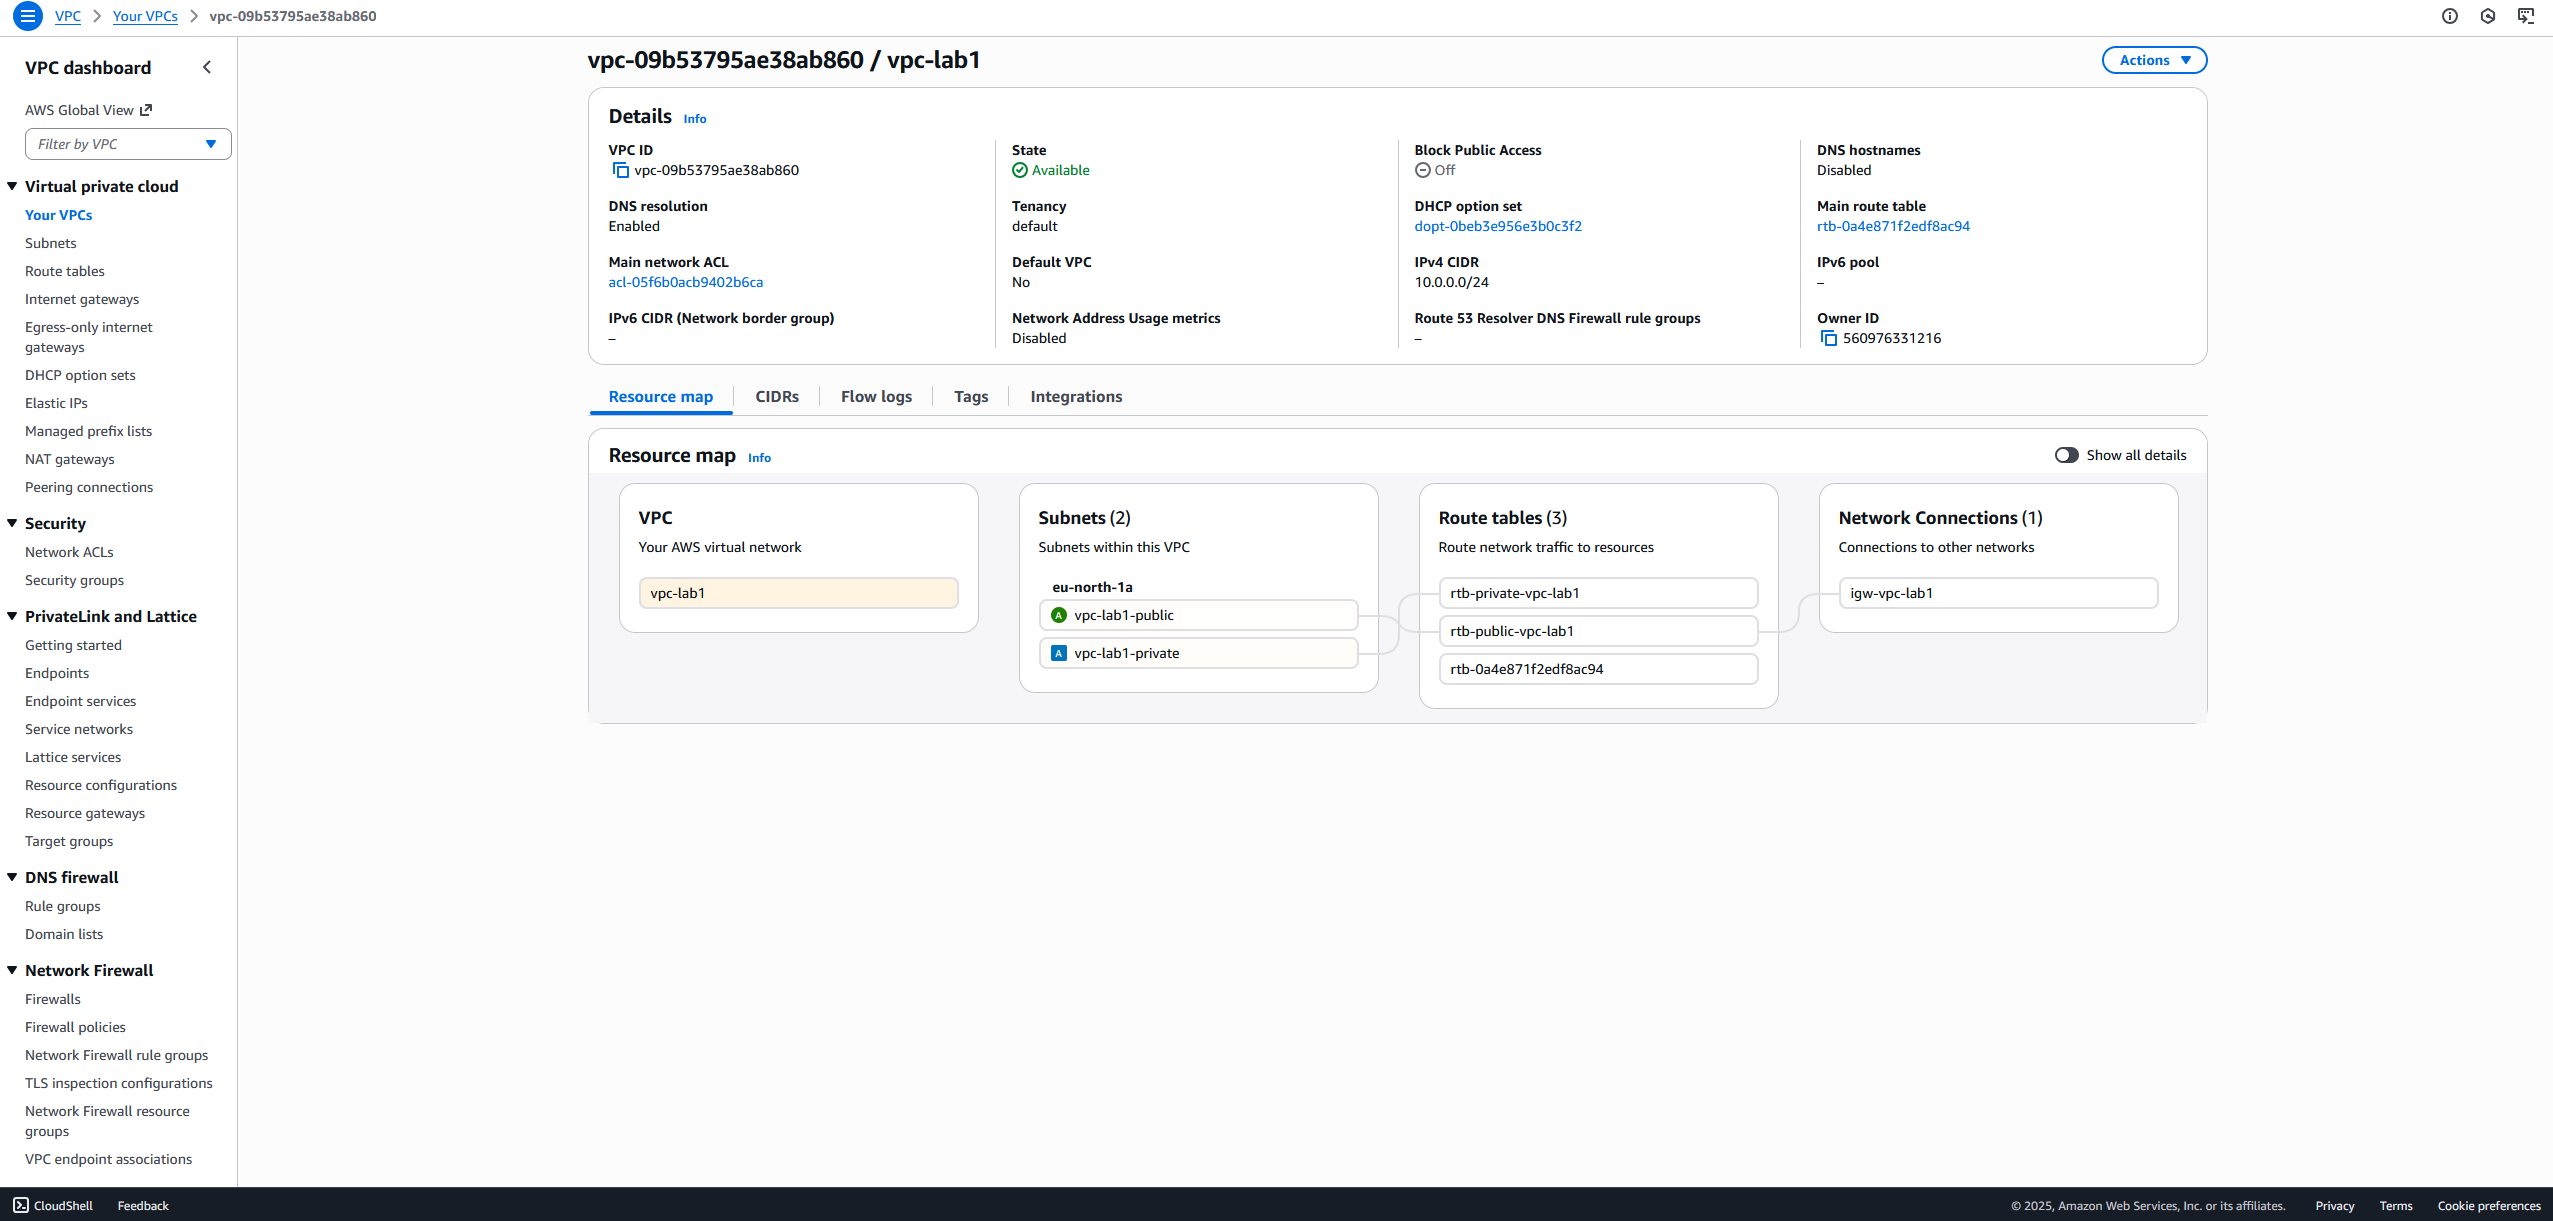 VPC
Your VPCs
vpc-09b53795ae38ab860
VPC dashboard
AWS Global View
Filter by VPC
Virtual private cloud
Your VPCs
Subnets
Route tables
Internet gateways
Egress-only internet
gateways
DHCP option sets
Elastic IPs
Managed prefix lists
NAT gateways
Peering connections
Security
Network ACLs
Security groups
PrivateLink and Lattice
Getting started
Endpoints
Endpoint services
Service networks
Lattice services
Resource configurations
Resource gateways
Target groups
DNS firewall
Rule groups
Domain lists
Network Firewall
Firewalls
Firewall policies
Network Firewall rule groups
TLS inspection configurations
Network Firewall resource
groups
VPC endpoint associations
vpc-09b53795ae38ab860 / vpc-lab1
Actions
Details Info
VPC ID
vpc-09b53795ae38ab860
State
Available
Block Public Access
Off
DNS hostnames
Disabled
DNS resolution
Enabled
Tenancy
default
DHCP option set
dopt-0beb3e956e3b0c3f2
Main route table
rtb-0a4e871f2edf8ac94
Main network ACL
acl-05f6b0acb9402b6ca
Default VPC
No
IPv4 CIDR
10.0.0.0/24
IPv6 pool
–
IPv6 CIDR (Network border group)
–
Network Address Usage metrics
Disabled
Route 53 Resolver DNS Firewall rule groups
–
Owner ID
560976331216
Resource map
CIDRs
Flow logs
Tags
Integrations
Resource map Info
Show all details
VPC
Your AWS virtual network
vpc-lab1
Subnets (2)
Subnets within this VPC
eu-north-1a
A vpc-lab1-public
A vpc-lab1-private
Route tables (3)
Route network traffic to resources
rtb-private-vpc-lab1
rtb-public-vpc-lab1
rtb-0a4e871f2edf8ac94
Network Connections (1)
Connections to other networks
igw-vpc-lab1
CloudShell
Feedback
© 2025, Amazon Web Services, Inc. or its affiliates.
Privacy
Terms
Cookie preferences